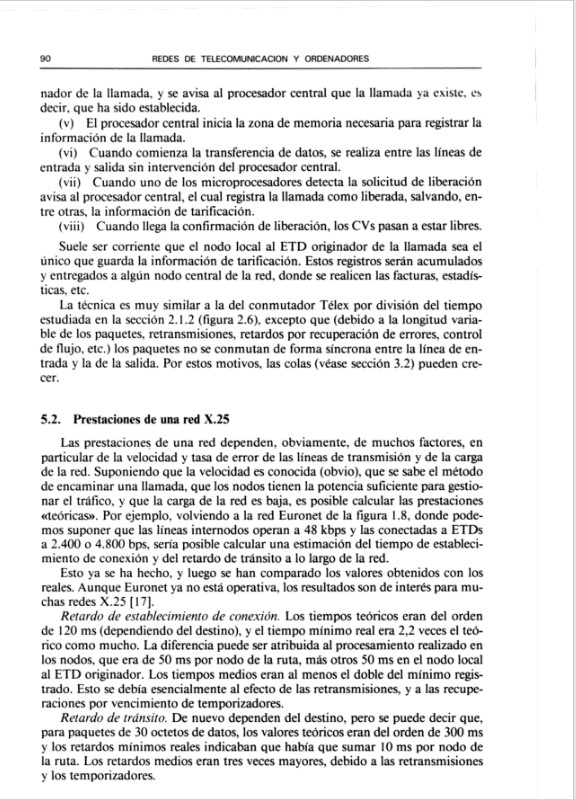 90 REDES DE TELECOMUNICACION Y ORDENADORES
nador de la llamada, y se avisa al procesador central que la llamada ya existe, es
decir, que ha sido establecida.
(v) El procesador central inicia la zona de memoria necesaria para registrar la
información de la llamada.
(vi) Cuando comienza la transferencia de datos, se realiza entre las líneas de
entrada y salida sin intervención del procesador central.
(vii) Cuando uno de los microprocesadores detecta la solicitud de liberación
avisa al procesador central, el cual registra la llamada como liberada, salvando, en-
tre otras, la información de tarificación.
(viii) Cuando llega la confirmación de liberación, los CVs pasan a estar libres.
Suele ser corriente que el nodo local al ETD originador de la llamada sea el
único que guarda la información de tarificación. Estos registros serán acumulados
y entregados a algún nodo central de la red, donde se realicen las facturas, estadís-
ticas, etc.
La técnica es muy similar a la del conmutador Télex por división del tiempo
estudiada en la sección 2.1.2 (figura 2.6), excepto que (debido a la longitud varia-
ble de los paquetes, retransmisiones, retardos por recuperación de errores, control
de flujo, etc.) los paquetes no se conmutan de forma síncrona entre la línea de en-
trada y la de la salida. Por estos motivos, las colas (véase sección 3.2) pueden cre-
cer.
5.2. Prestaciones de una red X.25
Las prestaciones de una red dependen, obviamente, de muchos factores, en
particular de la velocidad y tasa de error de las líneas de transmisión y de la carga
de la red. Suponiendo que la velocidad es conocida (obvio), que se sabe el método
de encaminar una llamada, que los nodos tienen la potencia suficiente para gestio-
nar el tráfico, y que la carga de la red es baja, es posible calcular las prestaciones
«teóricas». Por ejemplo, volviendo a la red Euronet de la figura 1.8, donde pode-
mos suponer que las líneas internodos operan a 48 kbps y las conectadas a ETDs
a 2.400 o 4.800 bps, sería posible calcular una estimación del tiempo de estableci-
miento de conexión y del retardo de tránsito a lo largo de la red.
Esto ya se ha hecho, y luego se han comparado los valores obtenidos con los
reales. Aunque Euronet ya no está operativa, los resultados son de interés para mu-
chas redes X.25 [17].
Retardo de establecimiento de conexión. Los tiempos teóricos eran del orden
de 120 ms (dependiendo del destino), y el tiempo mínimo real era 2,2 veces el teó-
rico como mucho. La diferencia puede ser atribuida al procesamiento realizado en
los nodos, que era de 50 ms por nodo de la ruta, más otros 50 ms en el nodo local
al ETD originador. Los tiempos medios eran al menos el doble del mínimo regis-
trado. Esto se debía esencialmente al efecto de las retransmisiones, y a las recupe-
raciones por vencimiento de temporizadores.
Retardo de tránsito. De nuevo dependen del destino, pero se puede decir que,
para paquetes de 30 octetos de datos, los valores teóricos eran del orden de 300 ms
y los retardos mínimos reales indicaban que había que sumar 10 ms por nodo de
la ruta. Los retardos medios eran tres veces mayores, debido a las retransmisiones
y los temporizadores.